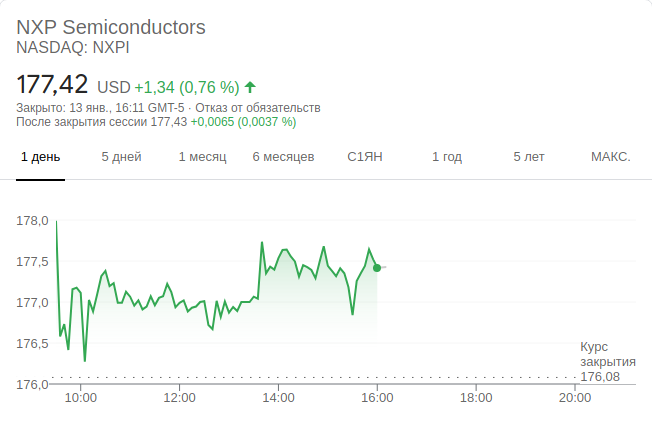 NXP Semiconductors
NASDAQ: NXPI
177,42 USD +1,34 (0,76 %)
Закрыто: 13 янв., 16:11 GMT-5 · Отказ от обязательств
После закрытия сессии 177,43 +0,0065 (0,0037 %)
1 день 5 дней 1 месяц 6 месяцев С1ЯН 1 год 5 лет МАКС.
178,0
177,5
177,0
176,5
176,0
Курс
закрытия
176,08
10:00 12:00 14:00 16:00 18:00 20:00